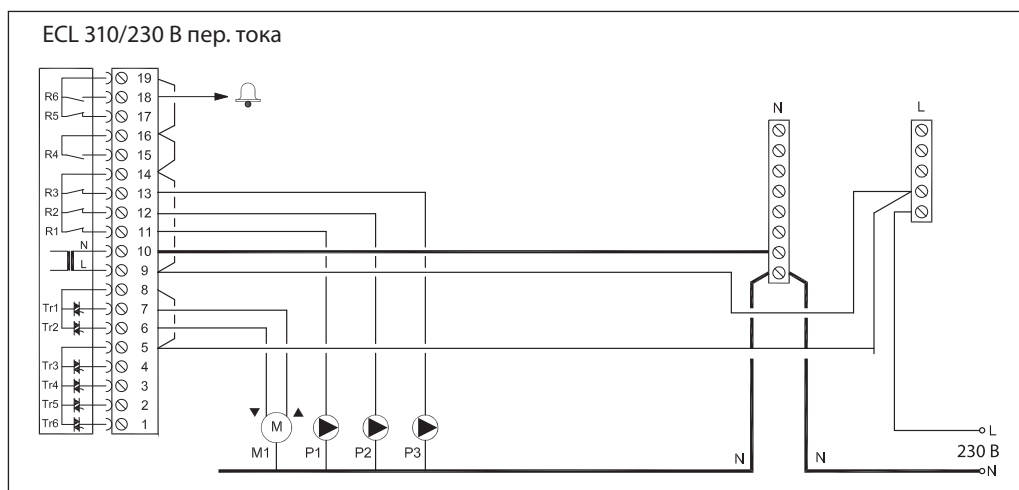 ECL 310/230 В пер. тока
19
R6 18
R5 17
16
R4 15
14
R3 13
R2 12
R1 11
N 10
L 9
8
Tr1 7
Tr2 6
5
Tr3 4
Tr4 3
Tr5 2
Tr6 1
N
L
M
M1 P1 P2 P3
N N
L
230 В
N